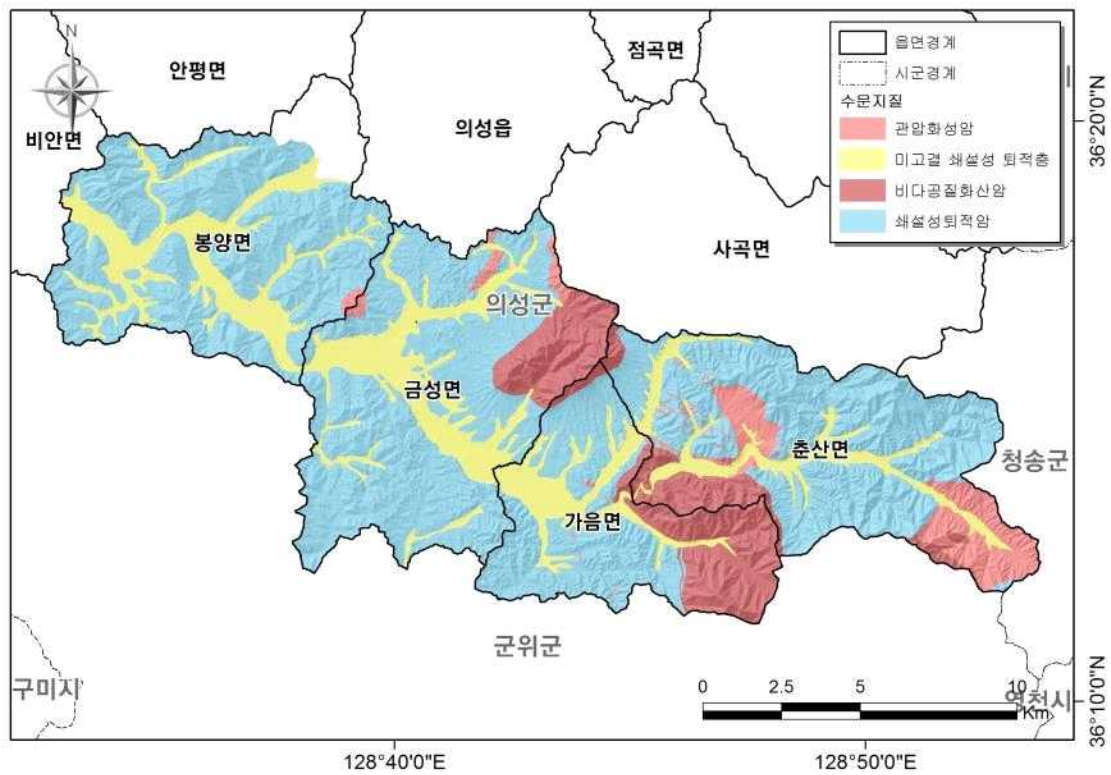 N
안평면
점곡면
비안면
의성읍
사곡면
봉양면
의성군
금성면
춘산면
청송군
가음면
군위군
구미시
영천시
읍면경계
시군경계
수문지질
관입화성암
미고결 쇄설성 퇴적층
비다공질화산암
쇄설성퇴적암
0 2.5 5 10
Km
128°40'0"E
128°50'0"E
36°20'0"N
36°10'0"N